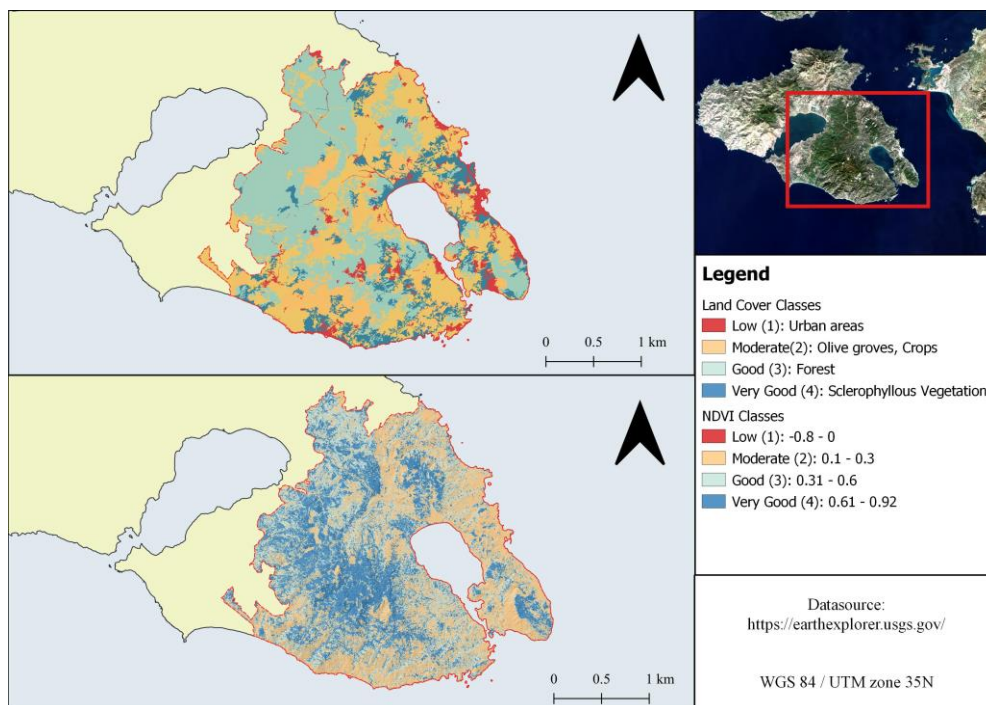 0 0.5 1 km
0 0.5 1 km
Legend
Land Cover Classes
Low (1): Urban areas
Moderate(2): Olive groves, Crops
Good (3): Forest
Very Good (4): Sclerophyllous Vegetation
NDVI Classes
Low (1): -0.8 - 0
Moderate (2): 0.1 - 0.3
Good (3): 0.31 - 0.6
Very Good (4): 0.61 - 0.92
Datasource:
https://earthexplorer.usgs.gov/
WGS 84 / UTM zone 35N